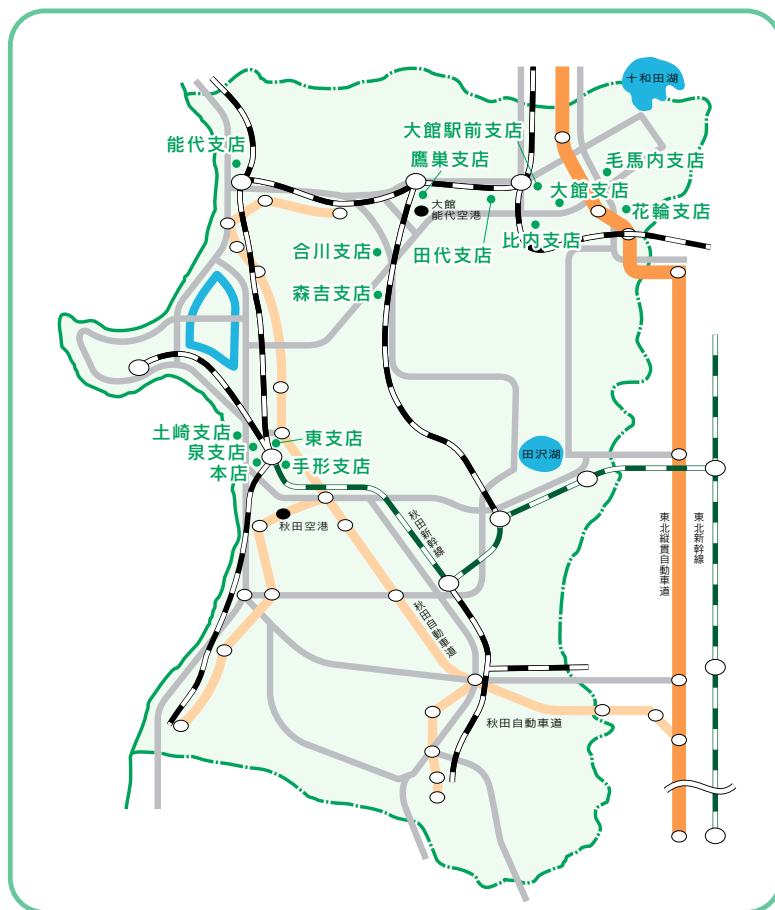 十和田湖
大館駅前支店
能代支店
鷹巣支店
毛馬内支店
大館支店
大館
能代空港
花輪支店
比内支店
合川支店
田代支店
森吉支店
土崎支店
東支店
泉支店
手形支店
本店
田沢湖
秋田空港
秋田新幹線
東北縦貫自動車道
東北新幹線
秋田自動車道
秋田自動車道